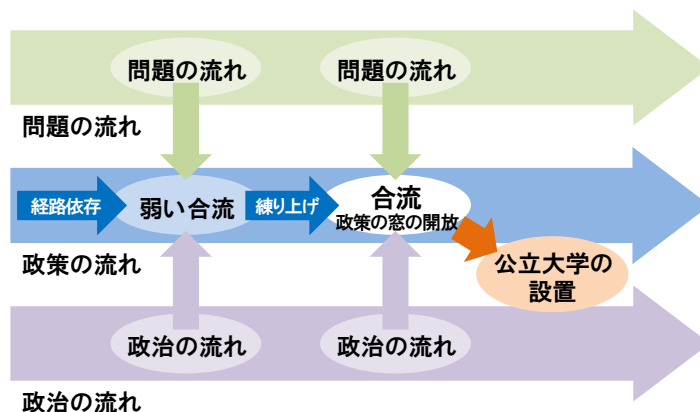 問題の流れ
問題の流れ
問題の流れ
経路依存
弱い合流
練り上げ
合流
政策の窓の開放
政策の流れ
公立大学の
設置
政治の流れ
政治の流れ
政治の流れ